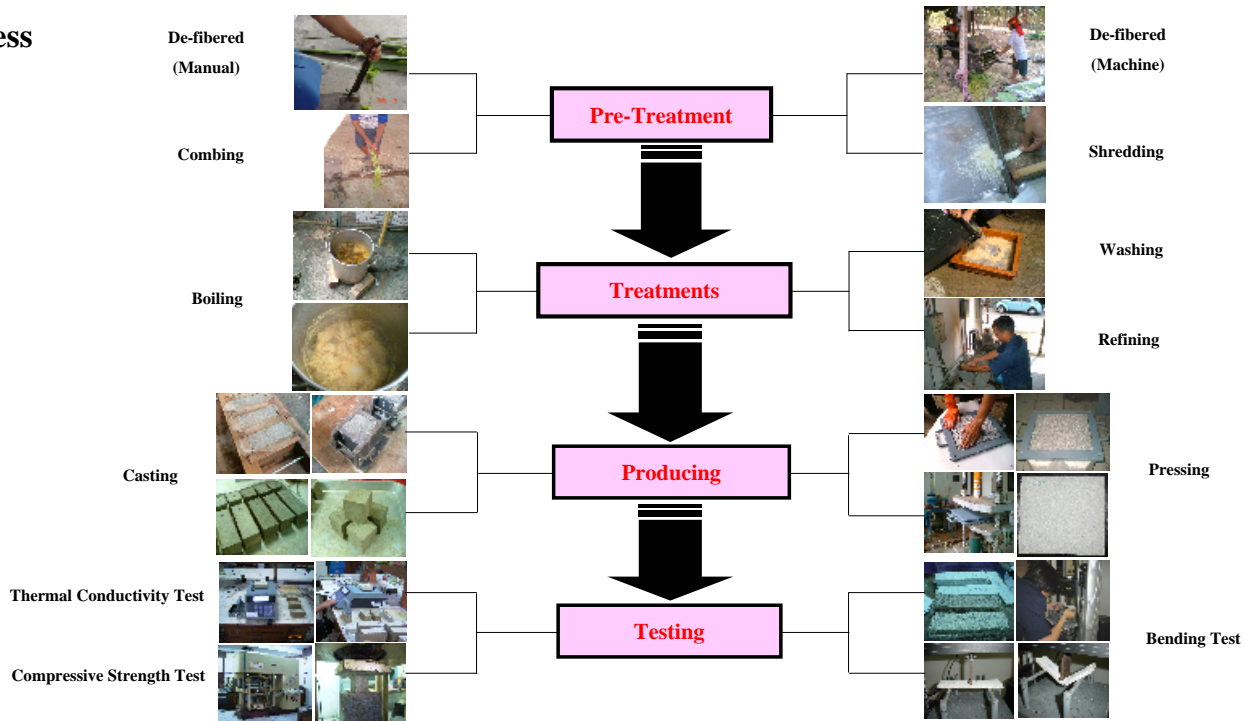 De-fibered
(Manual)
De-fibered
(Machine)
Pre-Treatment
Combing
Shredding
Washing
Treatments
Boiling
Refining
Casting
Producing
Pressing
Thermal Conductivity Test
Testing
Bending Test
Compressive Strength Test